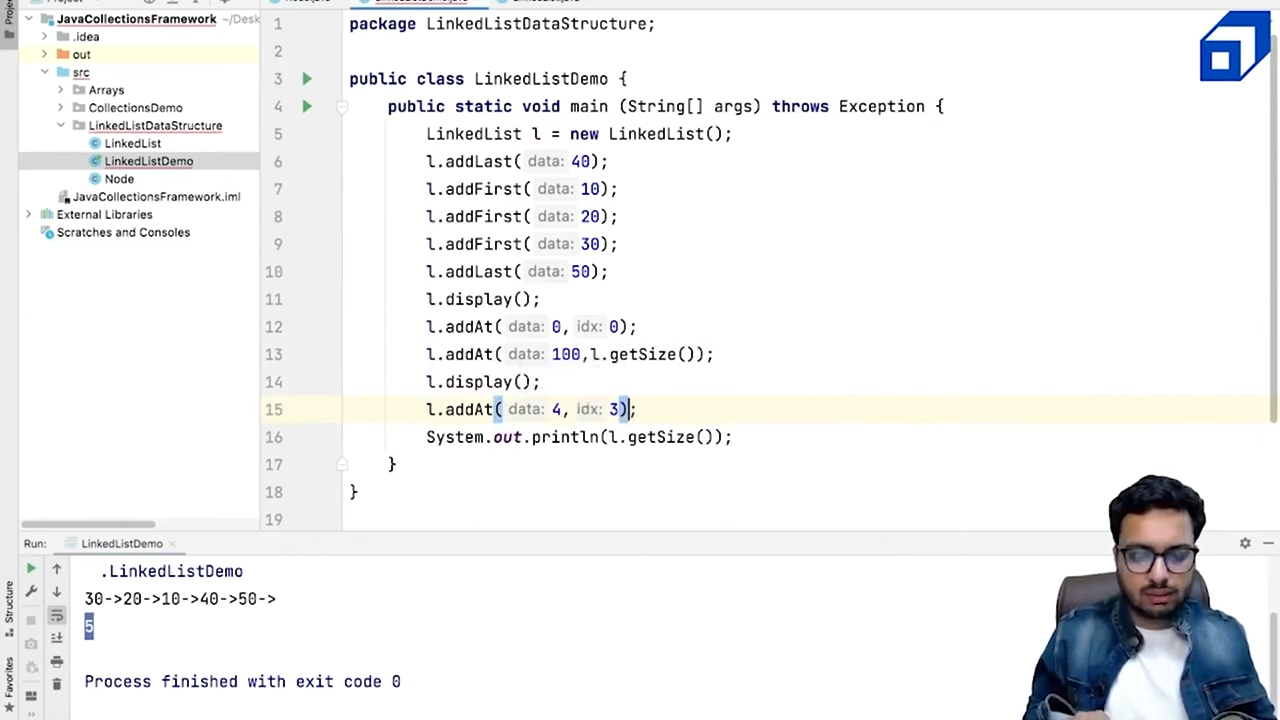 JavaCollectionsFramework ~/Desk
.idea
out
src
Arrays
CollectionsDemo
LinkedListDataStructure
LinkedList
LinkedListDemo
Node
JavaCollectionsFramework.iml
External Libraries
Scratches and Consoles
1 package LinkedListDataStructure;
2
3 public class LinkedListDemo {
4 public static void main (String[] args) throws Exception {
5 LinkedList l = new LinkedList();
6 l.addLast( data: 40);
7 l.addFirst( data: 10);
8 l.addFirst( data: 20);
9 l.addFirst( data: 30);
10 l.addLast( data: 50);
11 l.display();
12 l.addAt( data: 0, idx: 0);
13 l.addAt( data: 100,l.getSize());
14 l.display();
15 l.addAt( data: 4, idx: 3);
16 System.out.println(l.getSize());
17 }
18 }
19
Run: LinkedListDemo
.LinkedListDemo
30->20->10->40->50->
5
Process finished with exit code 0
Structure
Favorites